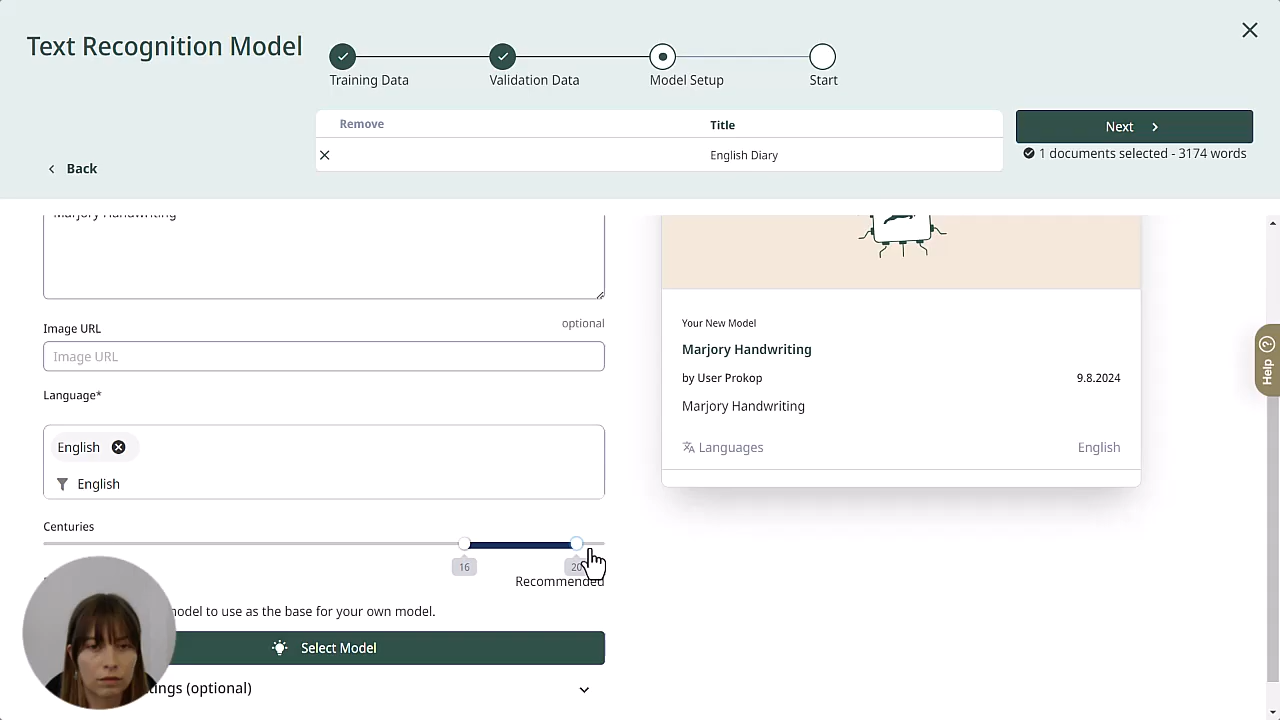 Text Recognition Model
Training Data
Validation Data
Model Setup
Start
Remove
Title
English Diary
Next
1 documents selected - 3174 words
Back
Marjory Handwriting
Image URL
optional
Image URL
Language*
English
English
Centuries
16
20
Recommended
model to use as the base for your own model.
Select Model
(optional)
Your New Model
Marjory Handwriting
by User Prokop
9.8.2024
Marjory Handwriting
Languages
English
Help